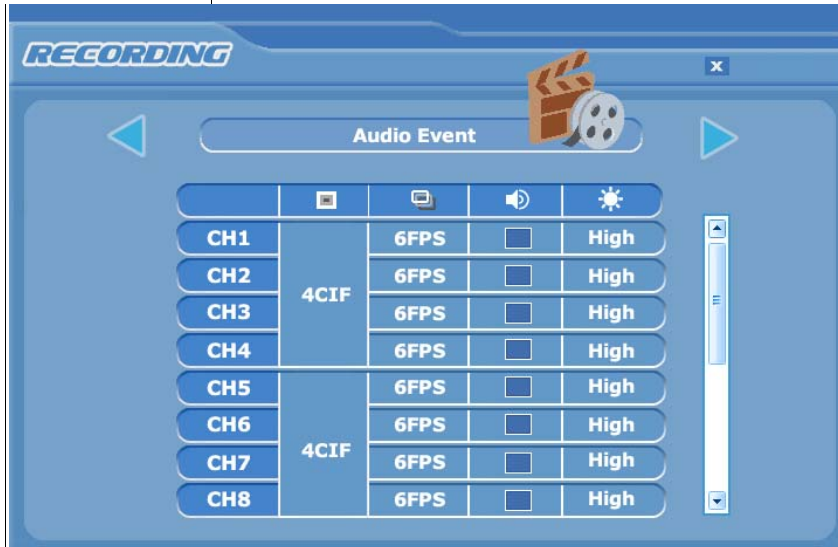 RECORDING
x
Audio Event
CH1 6FPS High
CH2 6FPS High
4CIF
CH3 6FPS High
CH4 6FPS High
CH5 6FPS High
CH6 6FPS High
4CIF
CH7 6FPS High
CH8 6FPS High